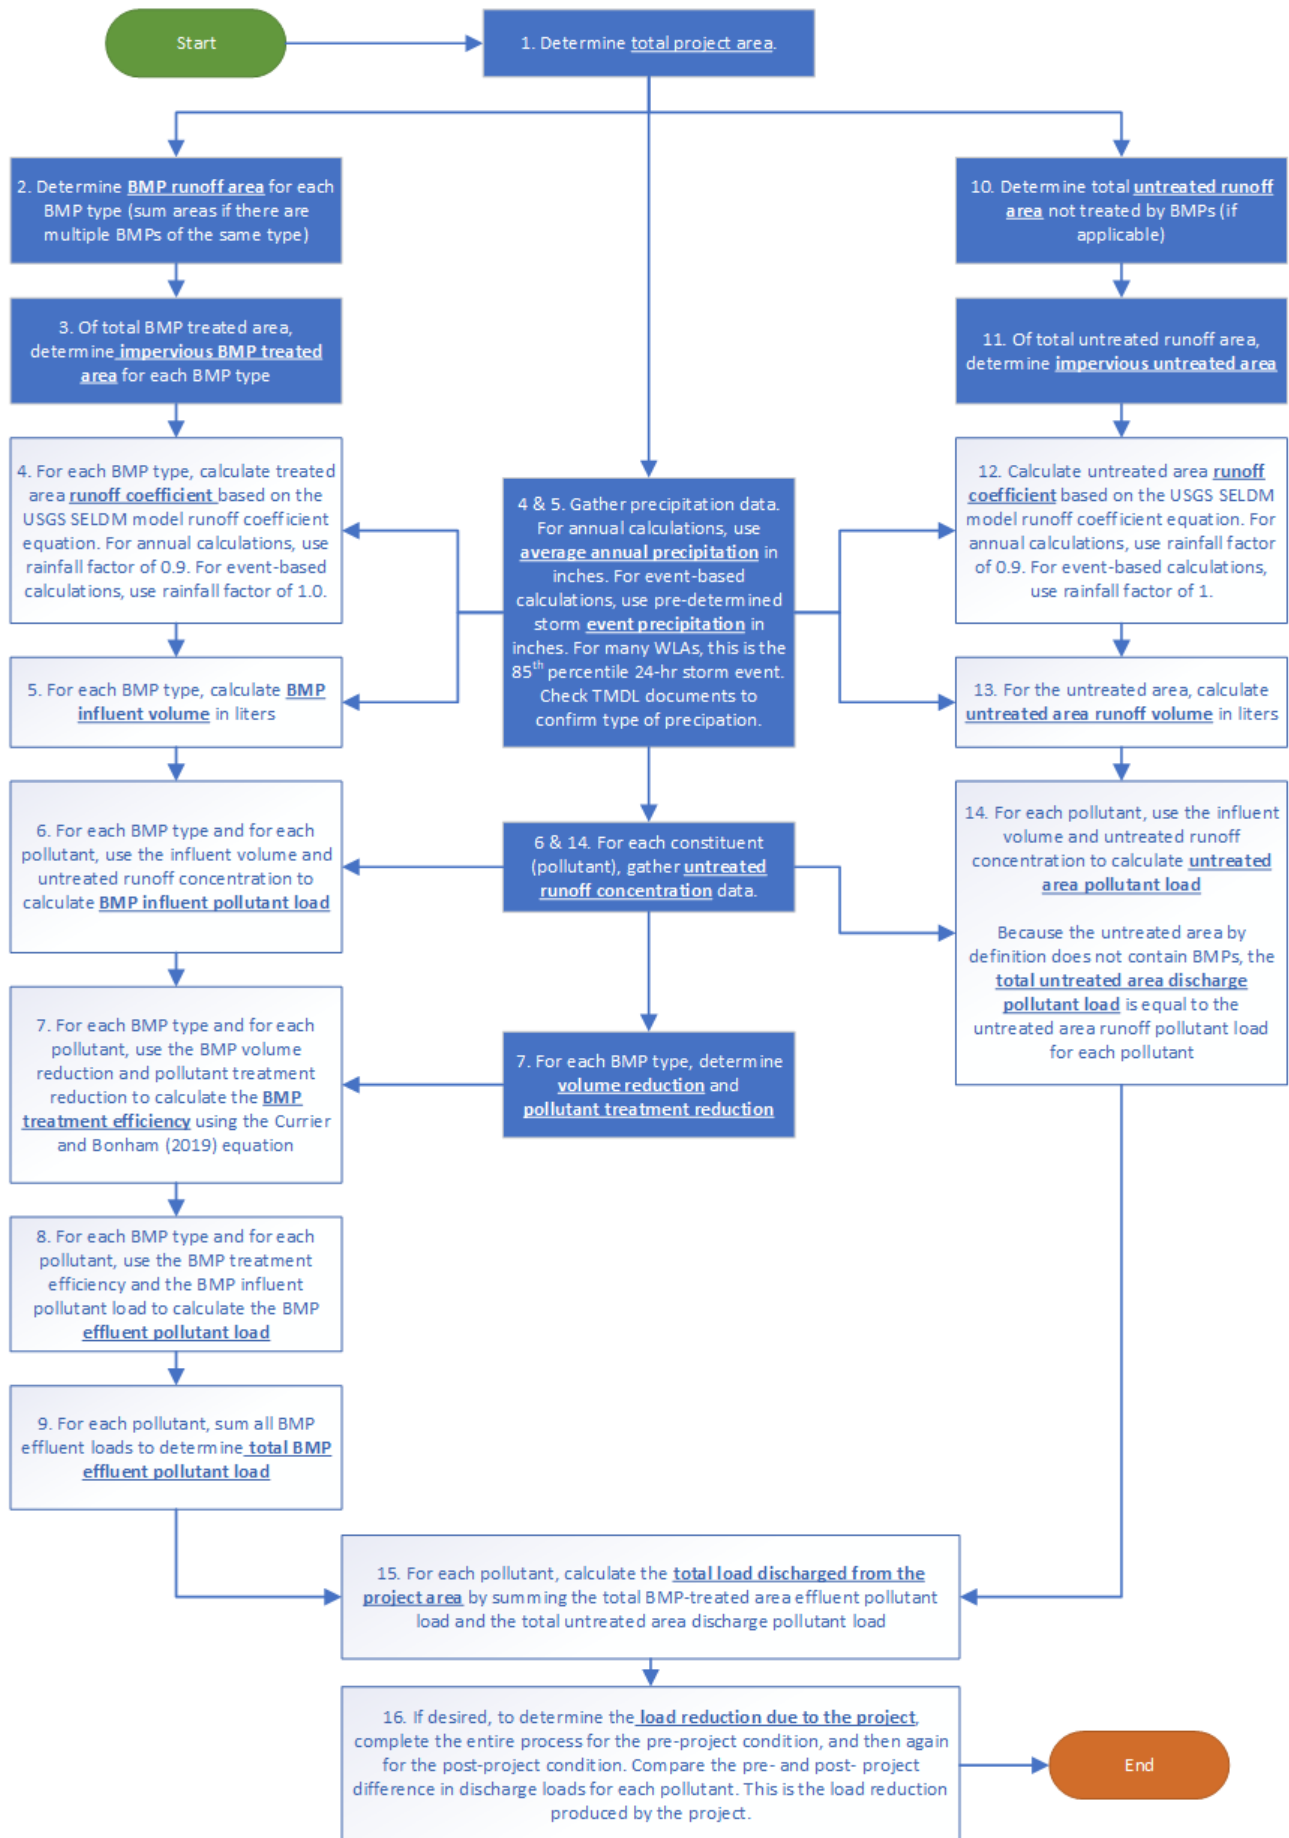 Start
1. Determine total project area.
2. Determine BMP runoff area for each
BMP type (sum areas if there are
multiple BMPs of the same type)
10. Determine total untreated runoff
area not treated by BMPs (if
applicable)
3. Of total BMP treated area,
determine impervious BMP treated
area for each BMP type
11. Of total untreated runoff area,
determine impervious untreated area
4. For each BMP type, calculate treated
area runoff coefficient based on the
USGS SELDM model runoff coefficient
equation. For annual calculations, use
rainfall factor of 0.9. For event-based
calculations, use rainfall factor of 1.0.
4 & 5. Gather precipitation data.
For annual calculations, use
average annual precipitation in
inches. For event-based
calculations, use pre-determined
storm event precipitation in
inches. For many WLAs, this is the
85th percentile 24-hr storm event.
Check TMDL documents to
confirm type of precipation.
12. Calculate untreated area runoff
coefficient based on the USGS SELDM
model runoff coefficient equation. For
annual calculations, use rainfall factor
of 0.9. For event-based calculations,
use rainfall factor of 1.
5. For each BMP type, calculate BMP
influent volume in liters
13. For the untreated area, calculate
untreated area runoff volume in liters
6. For each BMP type and for each
pollutant, use the influent volume and
untreated runoff concentration to
calculate BMP influent pollutant load
6 & 14. For each constituent
(pollutant), gather untreated
runoff concentration data.
14. For each pollutant, use the influent
volume and untreated runoff
concentration to calculate untreated
area pollutant load
Because the untreated area by
definition does not contain BMPs, the
total untreated area discharge
pollutant load is equal to the
untreated area runoff pollutant load
for each pollutant
7. For each BMP type and for each
pollutant, use the BMP volume
reduction and pollutant treatment
reduction to calculate the BMP
treatment efficiency using the Currier
and Bonham (2019) equation
7. For each BMP type, determine
volume reduction and
pollutant treatment reduction
8. For each BMP type and for each
pollutant, use the BMP treatment
efficiency and the BMP influent
pollutant load to calculate the BMP
effluent pollutant load
9. For each pollutant, sum all BMP
effluent loads to determine total BMP
effluent pollutant load
15. For each pollutant, calculate the total load discharged from the
project area by summing the total BMP-treated area effluent pollutant
load and the total untreated area discharge pollutant load
16. If desired, to determine the load reduction due to the project,
complete the entire process for the pre-project condition, and then again
for the post-project condition. Compare the pre- and post- project
difference in discharge loads for each pollutant. This is the load reduction
produced by the project.
End